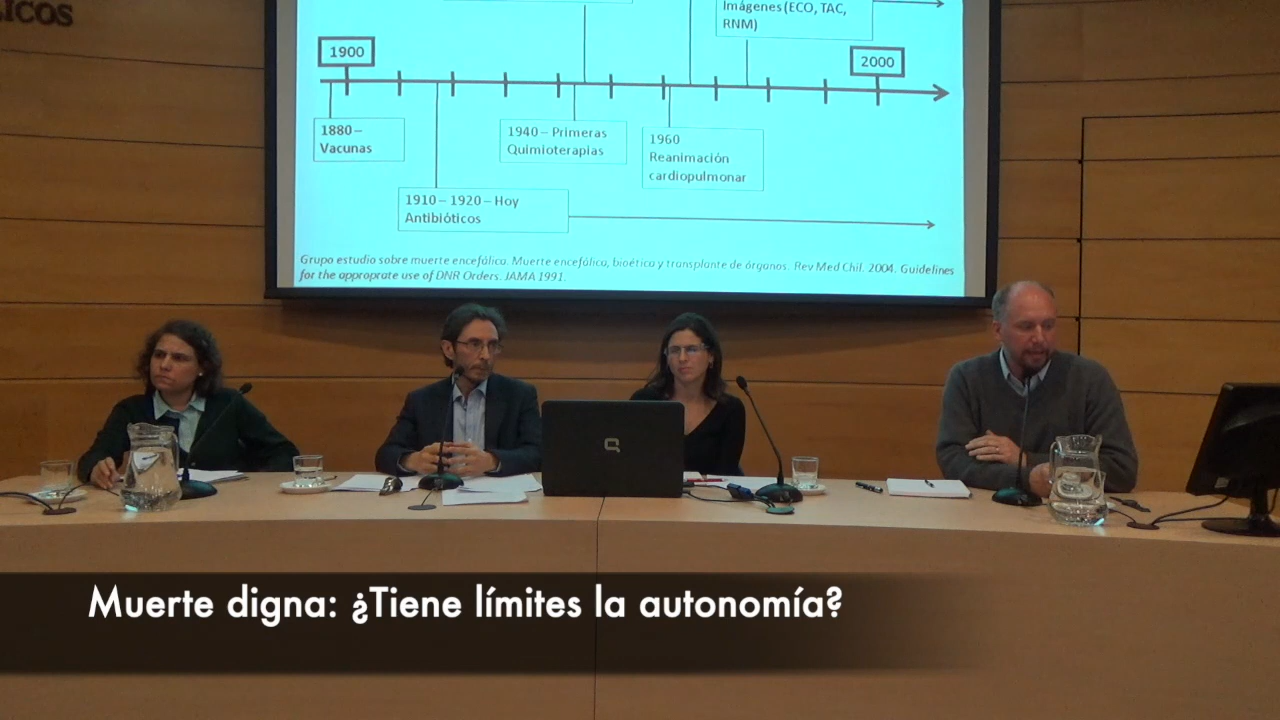 Imágenes (ECO, TAC,
RNM)
1900
2000
1880 –
Vacunas
1940 – Primeras
Quimioterapias
1960
Reanimación
cardiopulmonar
1910 – 1920 – Hoy
Antibióticos
Grupo estudio sobre muerte encefálica. Muerte encefálica, bioética y transplante de órganos. Rev Med Chil. 2004. Guidelines
for the approprate use of DNR Orders. JAMA 1991.
Muerte digna: ¿Tiene límites la autonomía?